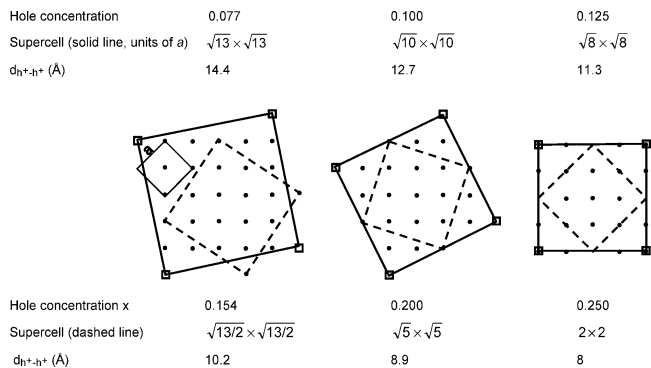 Hole concentration 0.077 0.100 0.125
Supercell (solid line, units of a) √13 × √13 √10 × √10 √8 × √8
dh+-h+ (Å) 14.4 12.7 11.3
a
Hole concentration x 0.154 0.200 0.250
Supercell (dashed line) √13/2 × √13/2 √5 × √5 2×2
dh+-h+ (Å) 10.2 8.9 8